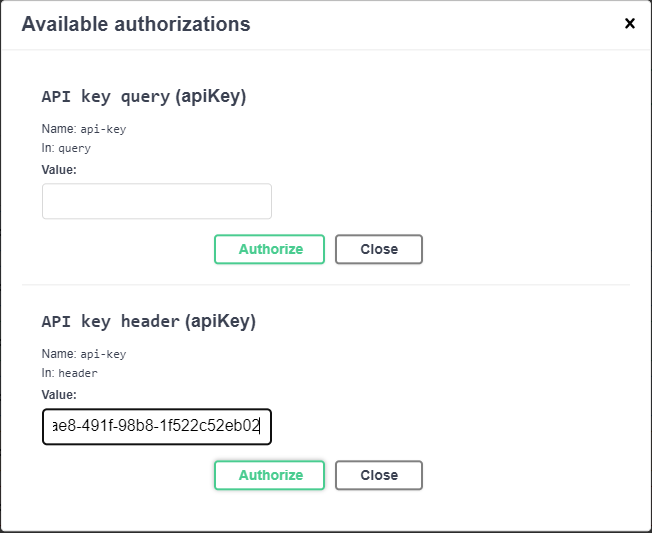 Available authorizations ×
API key query (apiKey)
Name: api-key
In: query
Value:
Authorize Close
API key header (apiKey)
Name: api-key
In: header
Value:
ae8-491f-98b8-1f522c52eb02
Authorize Close